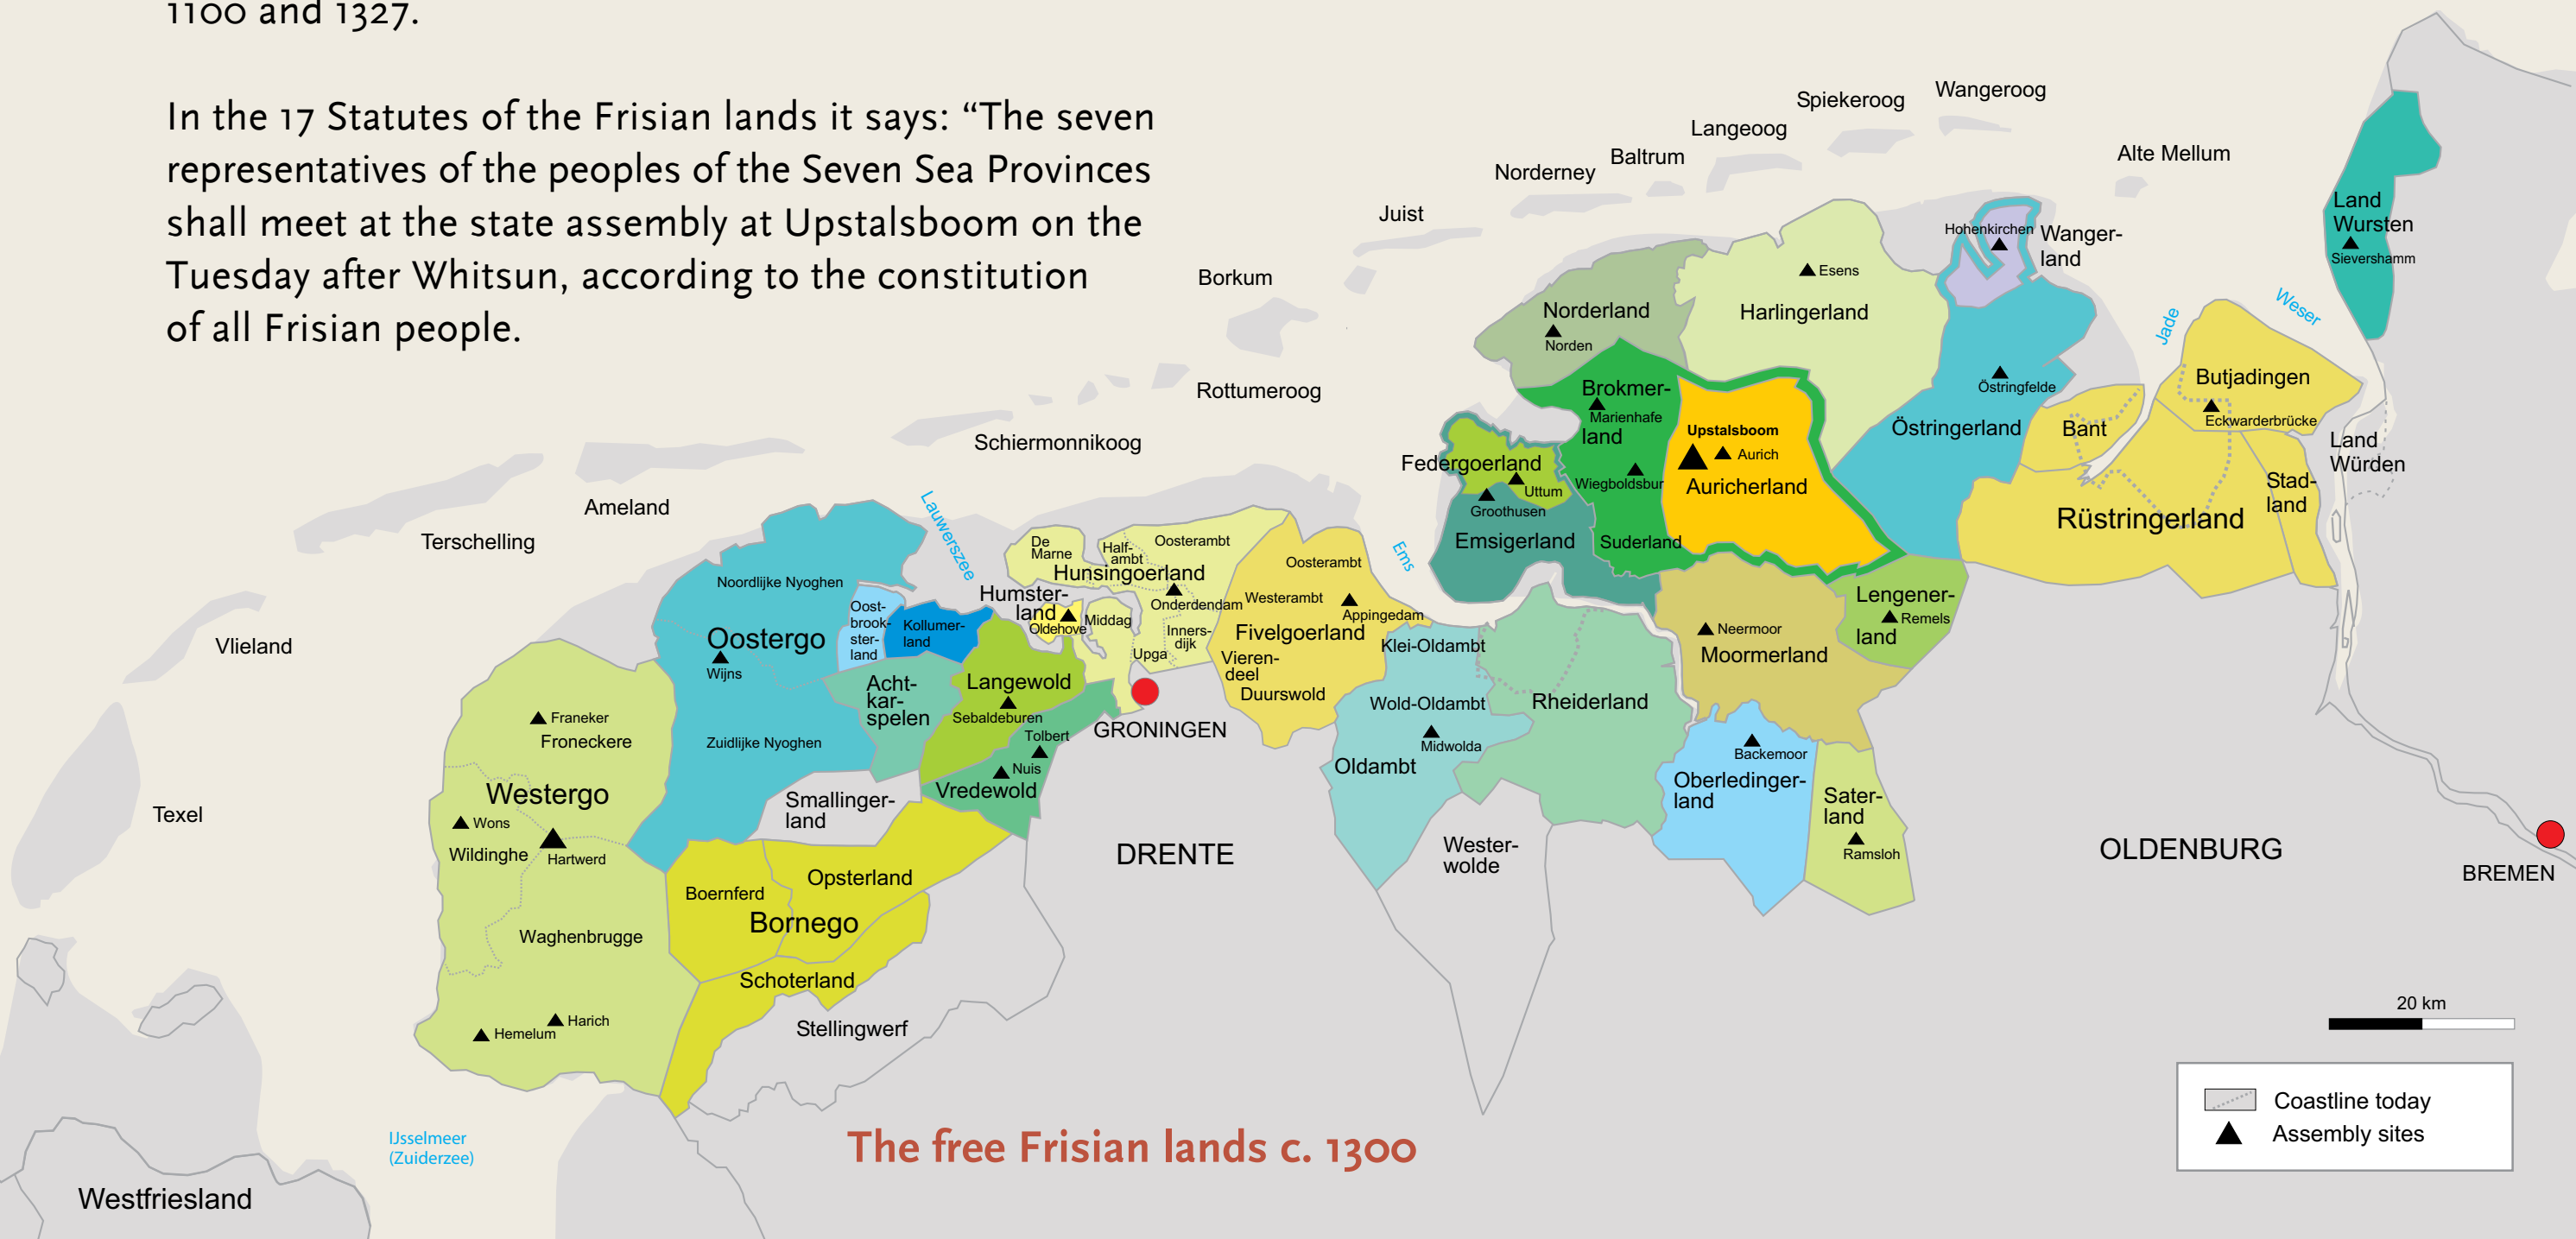 1100 and 1327.
In the 17 Statutes of the Frisian lands it says: “The seven
representatives of the peoples of the Seven Sea Provinces
shall meet at the state assembly at Upstalsboom on the
Tuesday after Whitsun, according to the constitution
of all Frisian people.
Wangeroog
Spiekeroog
Langeoog
Baltrum
Norderney
Juist
Borkum
Rottumeroog
Schiermonnikoog
Ameland
Terschelling
Vlieland
Texel
Alte Mellum
Land
Wursten
Sievershamm
Hohenkirchen
Wanger-
land
Weser
Jade
Esens
Harlingerland
Norderland
Norden
Brokmer-
Marienhafe
land
Wiegboldsbur
Suderland
Upstalsboom
Aurich
Auricherland
Federgoerland
Uttum
Groothusen
Emsigerland
Ems
Östringfelde
Östringerland
Bant
Butjadingen
Eckwarderbrücke
Land
Würden
Stad-
land
Rüstringerland
Lengener-
Remels
land
Neermoor
Moormerland
Lauwerszee
De
Marne
Half-
ambt
Oosterambt
Hunsingoerland
Onderdendam
Humster-
land
Oldehove
Middag
Inners-
dijk
Upga
Oosterambt
Westerambt
Appingedam
Fivelgoerland
Vieren-
deel
Duurswold
Klei-Oldambt
Wold-Oldambt
Midwolda
Oldambt
Rheiderland
Backemoor
Oberledinger-
land
Sater-
land
Ramsloh
Wester-
wolde
Noordlijke Nyoghen
Oostergo
Wijns
Zuidlijke Nyoghen
Oost-
brook-
ster-
land
Kollumer-
land
Acht-
kar-
spelen
Langewold
Sebaldeburen
Tolbert
Nuis
Vredewold
GRONINGEN
Smallinger-
land
Franeker
Froneckere
Westergo
Wons
Wildinghe
Hartwerd
Waghenbrugge
Harich
Hemelum
Boernferd
Opsterland
Bornego
Schoterland
Stellingwerf
DRENTE
OLDENBURG
BREMEN
20 km
Coastline today
Assembly sites
IJsselmeer
(Zuiderzee)
Westfriesland
The free Frisian lands c. 1300